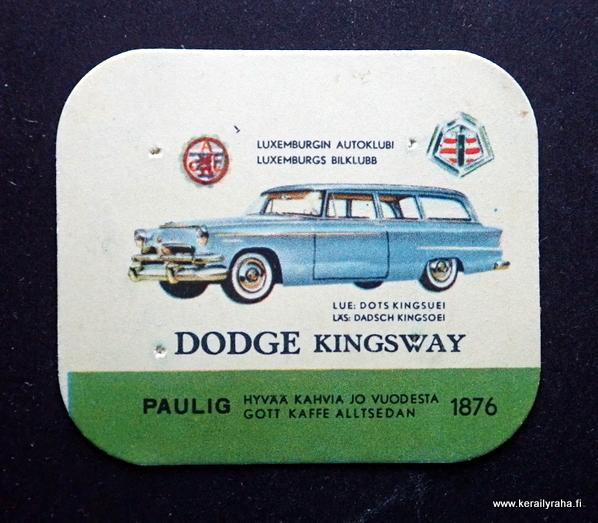 LUXEMBURGIN AUTOKLUBI
LUXEMBURGS BILKLUBB
LUE: DOTS KINGSUEI
LÄS: DADSCH KINGSOEI
DODGE KINGSWAY
PAULIG HYVÄÄ KAHVIA JO VUODESTA 1876
GOTT KAFFE ALLTSEDAN
www.kerailyraha.fi